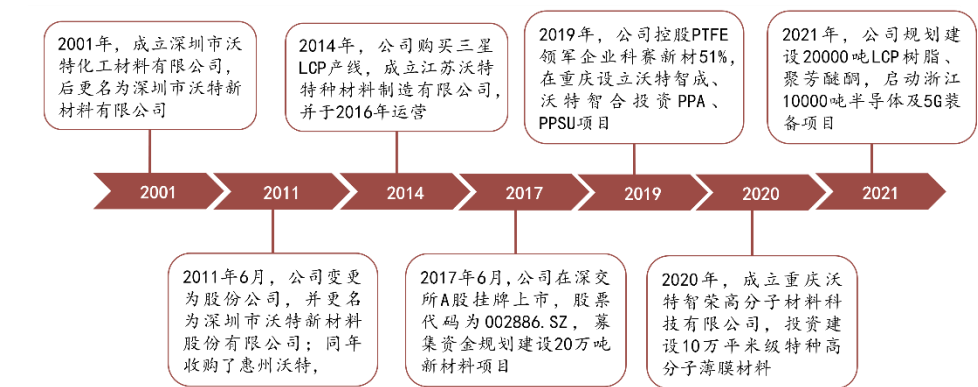 2001年，成立深圳市沃
特化工材料有限公司，
后更名为深圳市沃特新
材料有限公司
2014年，公司购买三星
LCP产线，成立江苏沃特
特种材料制造有限公司，
并于2016年运营
2019年，公司控股PTFE
领军企业科赛新材51%，
在重庆设立沃特智成、
沃特智合投资PPA、
PPSU项目
2021年，公司规划建
设20000吨LCP树脂、
聚芳醚酮，启动浙江
10000吨半导体及5G装
备项目
2001
2011
2014
2017
2019
2020
2021
2011年6月，公司变更
为股份公司，并更名
为深圳市沃特新材料
股份有限公司；同年
收购了惠州沃特，
2017年6月,公司在深交
所A股挂牌上市，股票
代码为002886.SZ，募
集资金规划建设20万吨
新材料项目
2020年，成立重庆沃
特智荣高分子材料科
技有限公司，投资建
设10万平米级特种高
分子薄膜材料